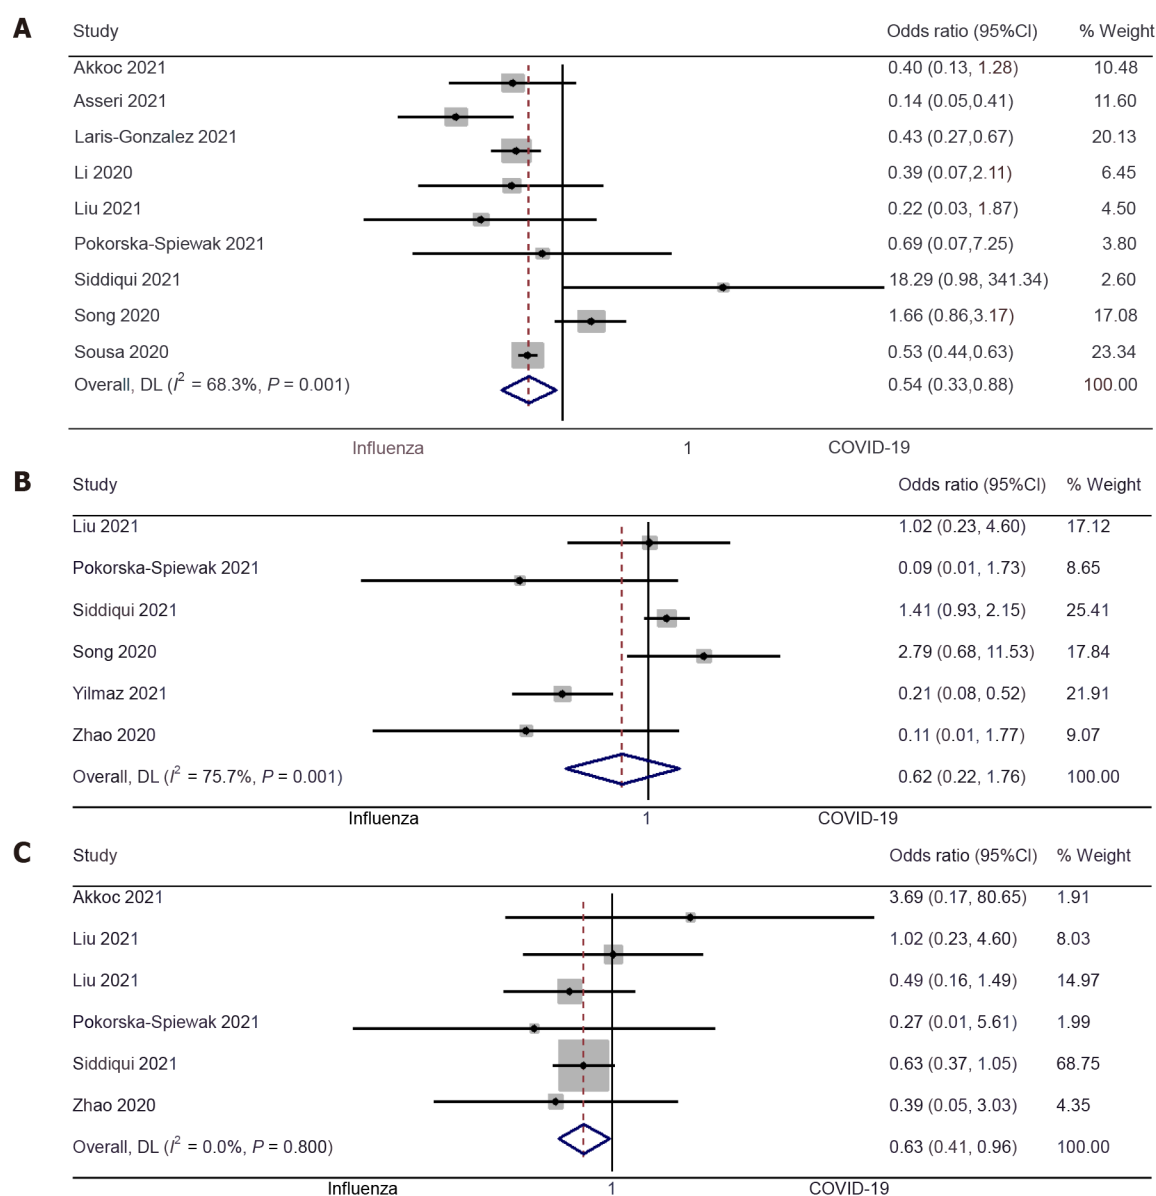 A
Study Odds ratio (95%CI) % Weight
Akkoc 2021 0.40 (0.13, 1.28) 10.48
Asseri 2021 0.14 (0.05,0.41) 11.60
Laris-Gonzalez 2021 0.43 (0.27,0.67) 20.13
Li 2020 0.39 (0.07,2.11) 6.45
Liu 2021 0.22 (0.03, 1.87) 4.50
Pokorska-Spiewak 2021 0.69 (0.07,7.25) 3.80
Siddiqui 2021 18.29 (0.98, 341.34) 2.60
Song 2020 1.66 (0.86,3.17) 17.08
Sousa 2020 0.53 (0.44,0.63) 23.34
Overall, DL (I² = 68.3%, P = 0.001) 0.54 (0.33,0.88) 100.00
Influenza 1 COVID-19
B
Study Odds ratio (95%CI) % Weight
Liu 2021 1.02 (0.23, 4.60) 17.12
Pokorska-Spiewak 2021 0.09 (0.01, 1.73) 8.65
Siddiqui 2021 1.41 (0.93, 2.15) 25.41
Song 2020 2.79 (0.68, 11.53) 17.84
Yilmaz 2021 0.21 (0.08, 0.52) 21.91
Zhao 2020 0.11 (0.01, 1.77) 9.07
Overall, DL (I² = 75.7%, P = 0.001) 0.62 (0.22, 1.76) 100.00
Influenza 1 COVID-19
C
Study Odds ratio (95%CI) % Weight
Akkoc 2021 3.69 (0.17, 80.65) 1.91
Liu 2021 1.02 (0.23, 4.60) 8.03
Liu 2021 0.49 (0.16, 1.49) 14.97
Pokorska-Spiewak 2021 0.27 (0.01, 5.61) 1.99
Siddiqui 2021 0.63 (0.37, 1.05) 68.75
Zhao 2020 0.39 (0.05, 3.03) 4.35
Overall, DL (I² = 0.0%, P = 0.800) 0.63 (0.41, 0.96) 100.00
Influenza 1 COVID-19